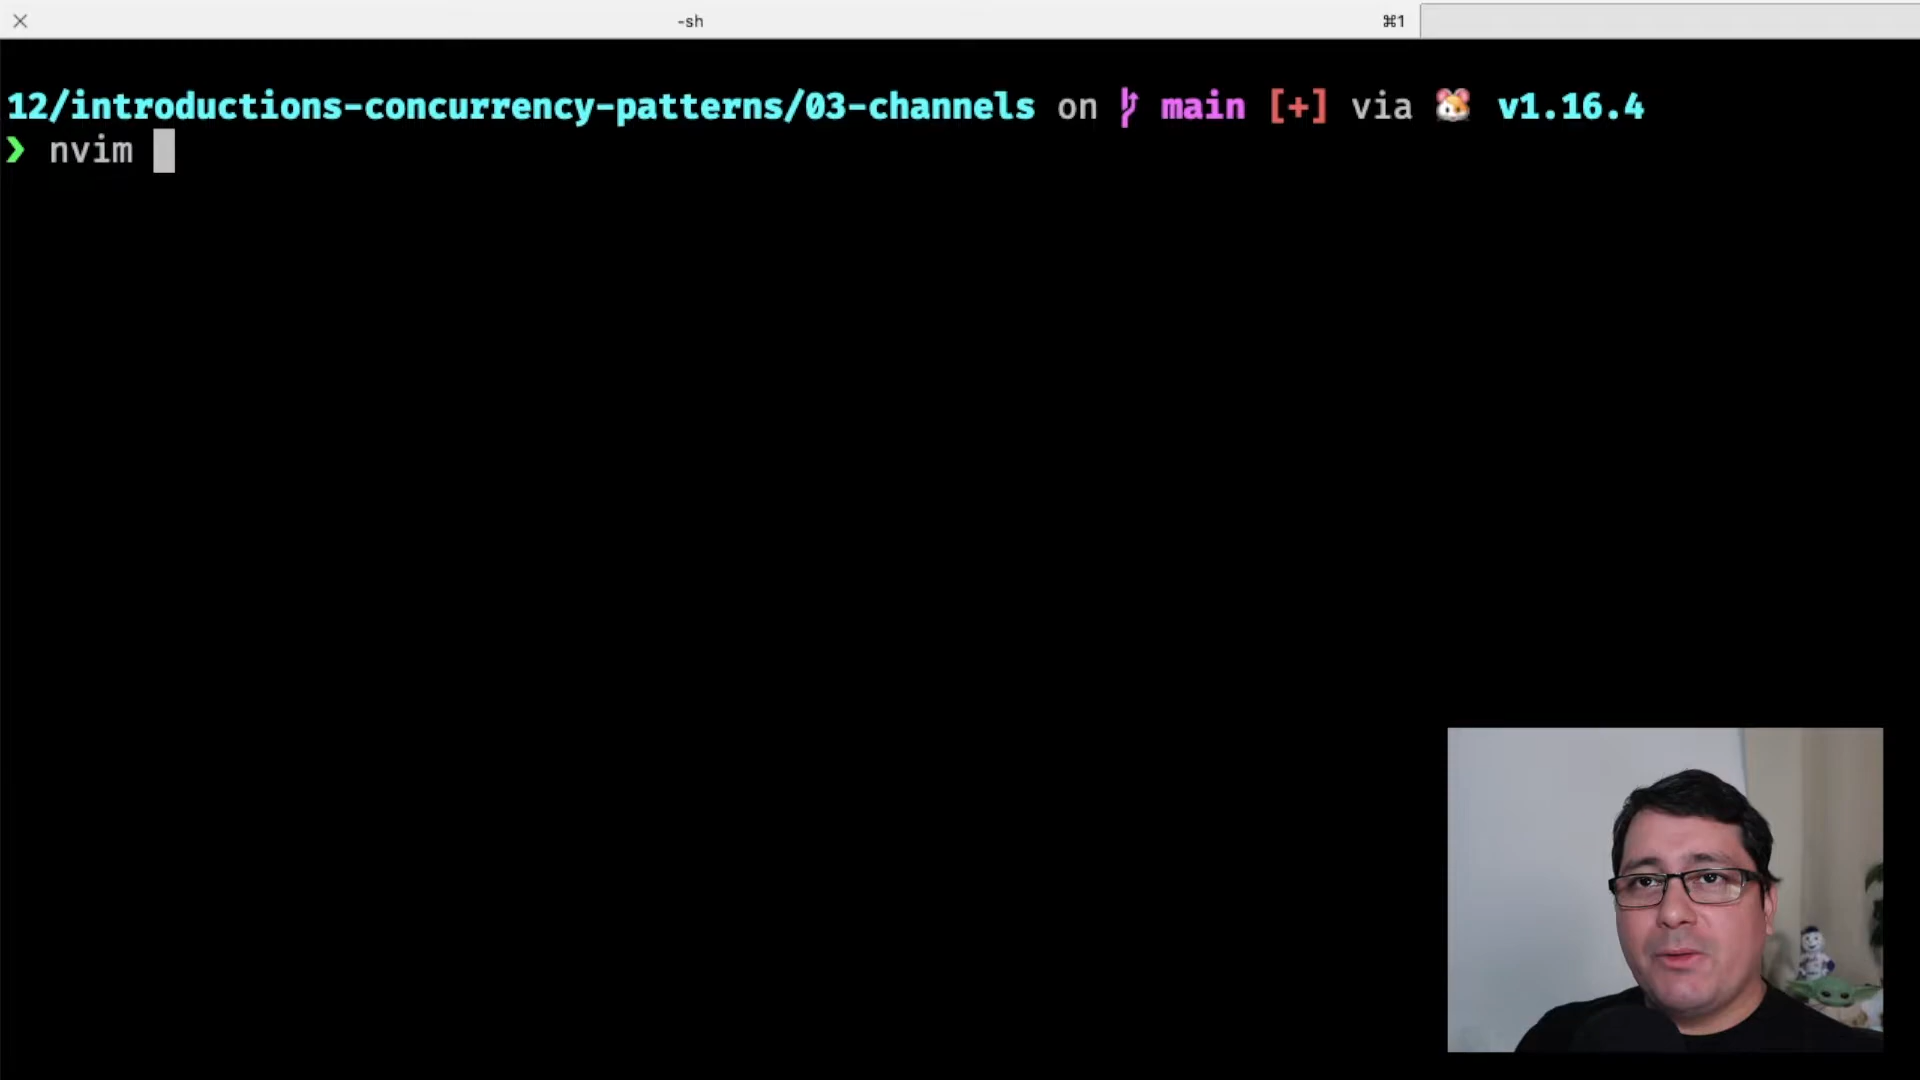 -sh ⌘1
12/introductions-concurrency-patterns/03-channels on main [+] via 🐹 v1.16.4
❯ nvim